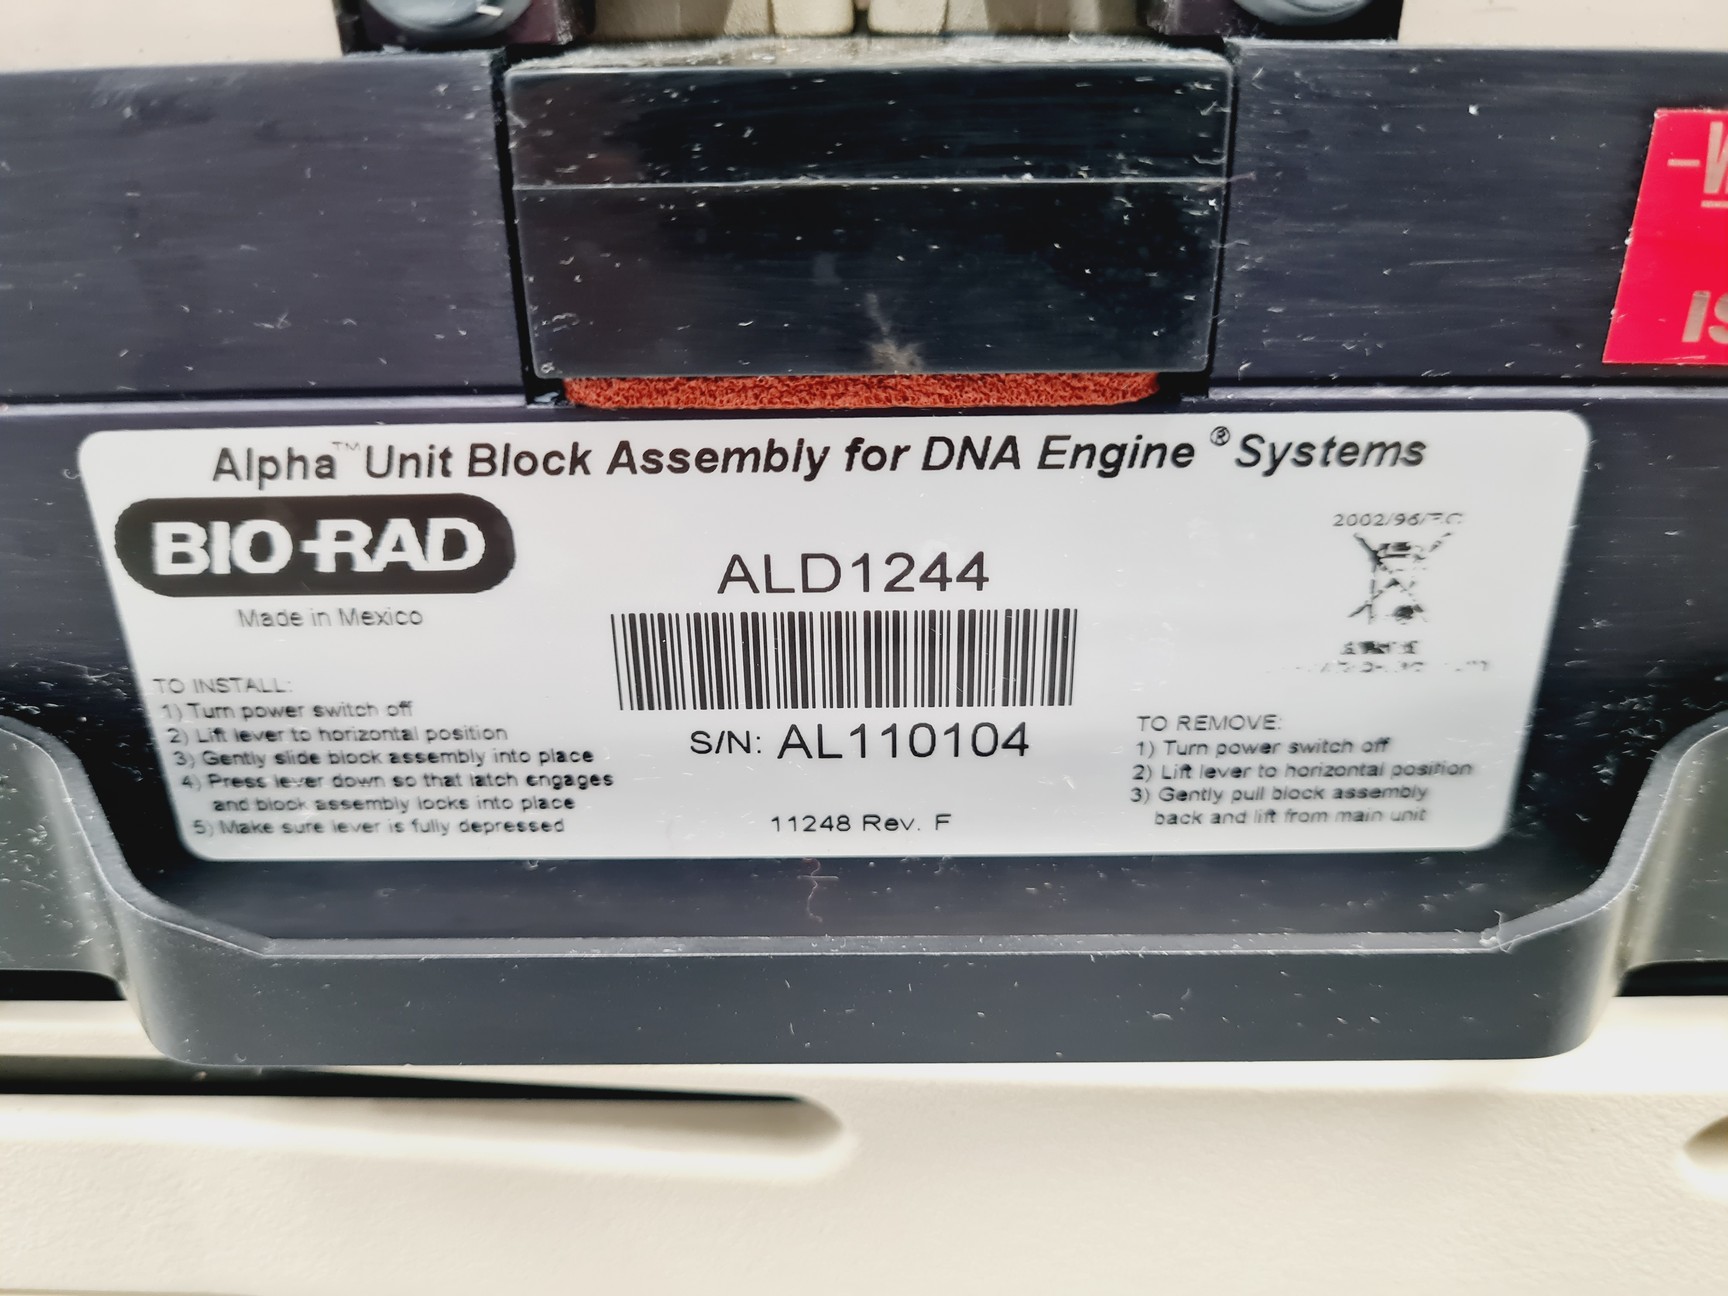 Alpha™ Unit Block Assembly for DNA Engine® Systems
BIO-RAD
Made in Mexico
ALD1244
2002/96/EC
S/N: AL110104
11248 Rev. F
TO INSTALL:
1) Turn power switch off
2) Lift lever to horizontal position
3) Gently slide block assembly into place
4) Press lever down so that latch engages
and block assembly locks into place
5) Make sure lever is fully depressed
TO REMOVE:
1) Turn power switch off
2) Lift lever to horizontal position
3) Gently pull block assembly
back and lift from main unit